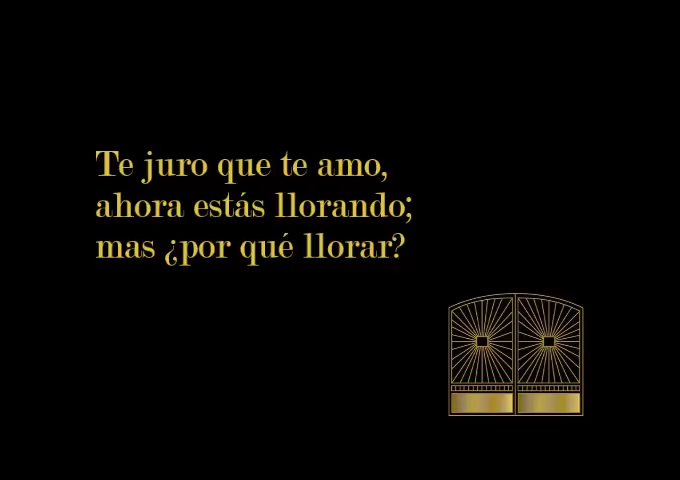 Te juro que te amo,
ahora estás llorando;
mas ¿por qué llorar?